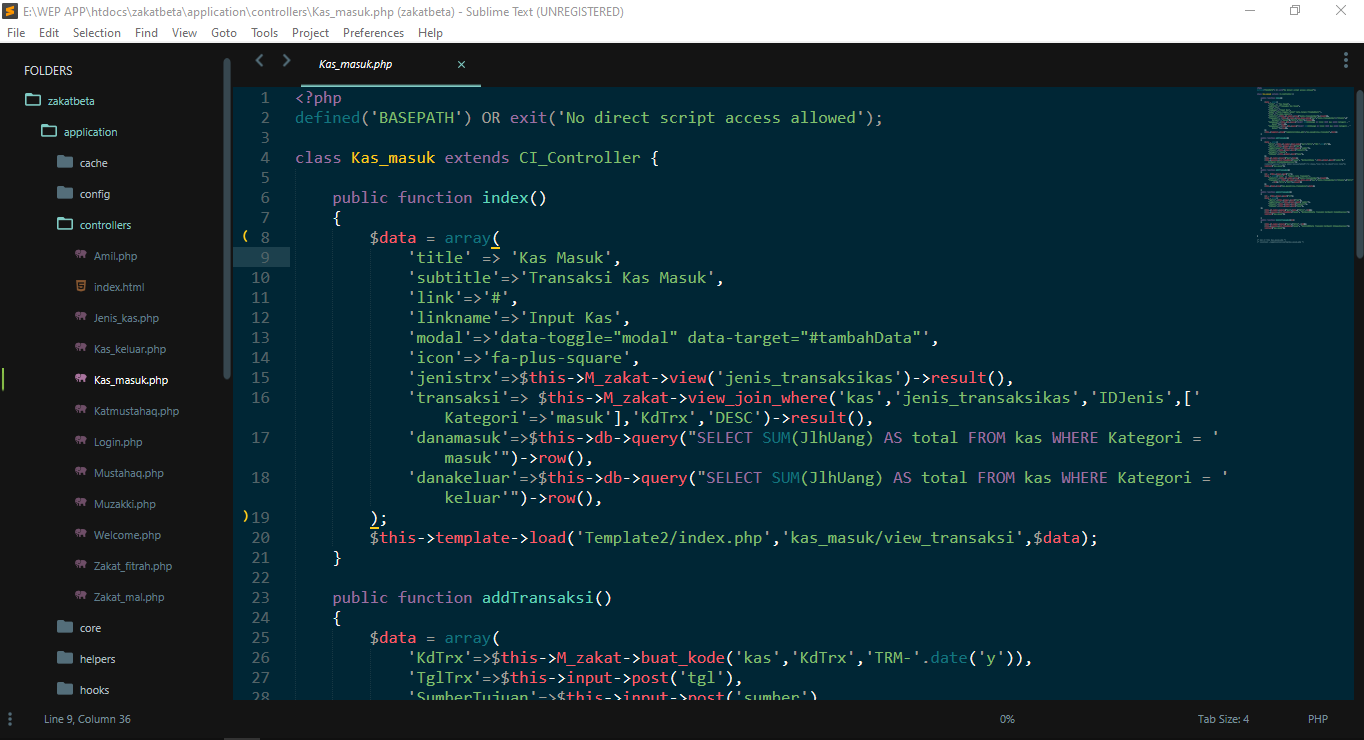 E:\WEP APP\htdocs\zakatbeta\application\controllers\Kas_masuk.php (zakatbeta) - Sublime Text (UNREGISTERED)
File Edit Selection Find View Goto Tools Project Preferences Help
FOLDERS
zakatbeta
application
cache
config
controllers
Amil.php
index.html
Jenis_kas.php
Kas_keluar.php
Kas_masuk.php
Katmustahaq.php
Login.php
Mustahaq.php
Muzakki.php
Welcome.php
Zakat_fitrah.php
Zakat_mal.php
core
helpers
hooks
Kas_masuk.php
1 <?php
2 defined('BASEPATH') OR exit('No direct script access allowed');
3
4 class Kas_masuk extends CI_Controller {
5
6 public function index()
7 {
8 $data = array(
9 'title' => 'Kas Masuk',
10 'subtitle'=>'Transaksi Kas Masuk',
11 'link'=>'#',
12 'linkname'=>'Input Kas',
13 'modal'=>'data-toggle="modal" data-target="#tambahData"',
14 'icon'=>'fa-plus-square',
15 'jenistrx'=>$this->M_zakat->view('jenis_transaksikas')->result(),
16 'transaksi'=> $this->M_zakat->view_join_where('kas','jenis_transaksikas','IDJenis',['
Kategori'=>'masuk'],'KdTrx','DESC')->result(),
17 'danamasuk'=>$this->db->query("SELECT SUM(JlhUang) AS total FROM kas WHERE Kategori = '
masuk'")->row(),
18 'danakeluar'=>$this->db->query("SELECT SUM(JlhUang) AS total FROM kas WHERE Kategori = '
keluar'")->row(),
19 );
20 $this->template->load('Template2/index.php','kas_masuk/view_transaksi',$data);
21 }
22
23 public function addTransaksi()
24 {
25 $data = array(
26 'KdTrx'=>$this->M_zakat->buat_kode('kas','KdTrx','TRM-'.date('y')),
27 'TglTrx'=>$this->input->post('tgl'),
28 'SumberTujuan'=>$this->input->post('sumber')
Line 9, Column 36
0%
Tab Size: 4
PHP